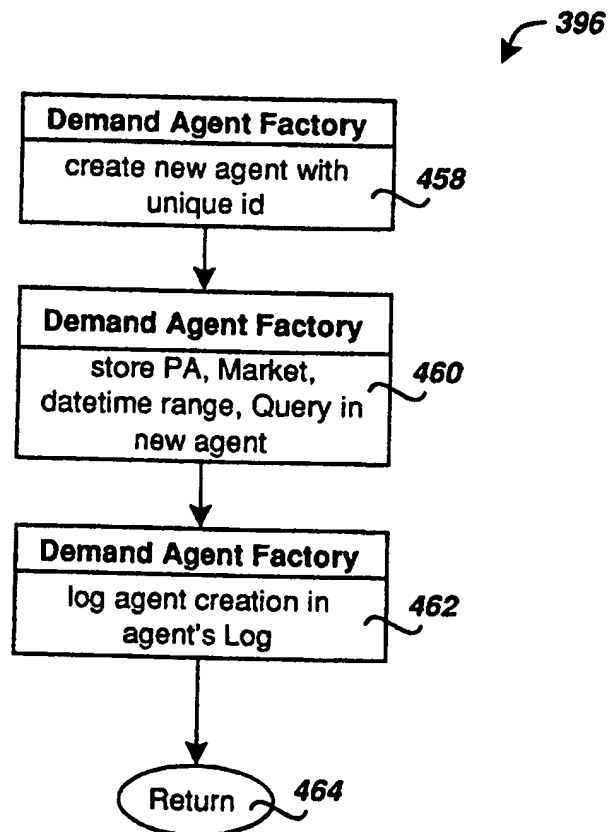 396
Demand Agent Factory
create new agent with
unique id
458
Demand Agent Factory
store PA, Market,
datetime range, Query in
new agent
460
Demand Agent Factory
log agent creation in
agent's Log
462
Return
464